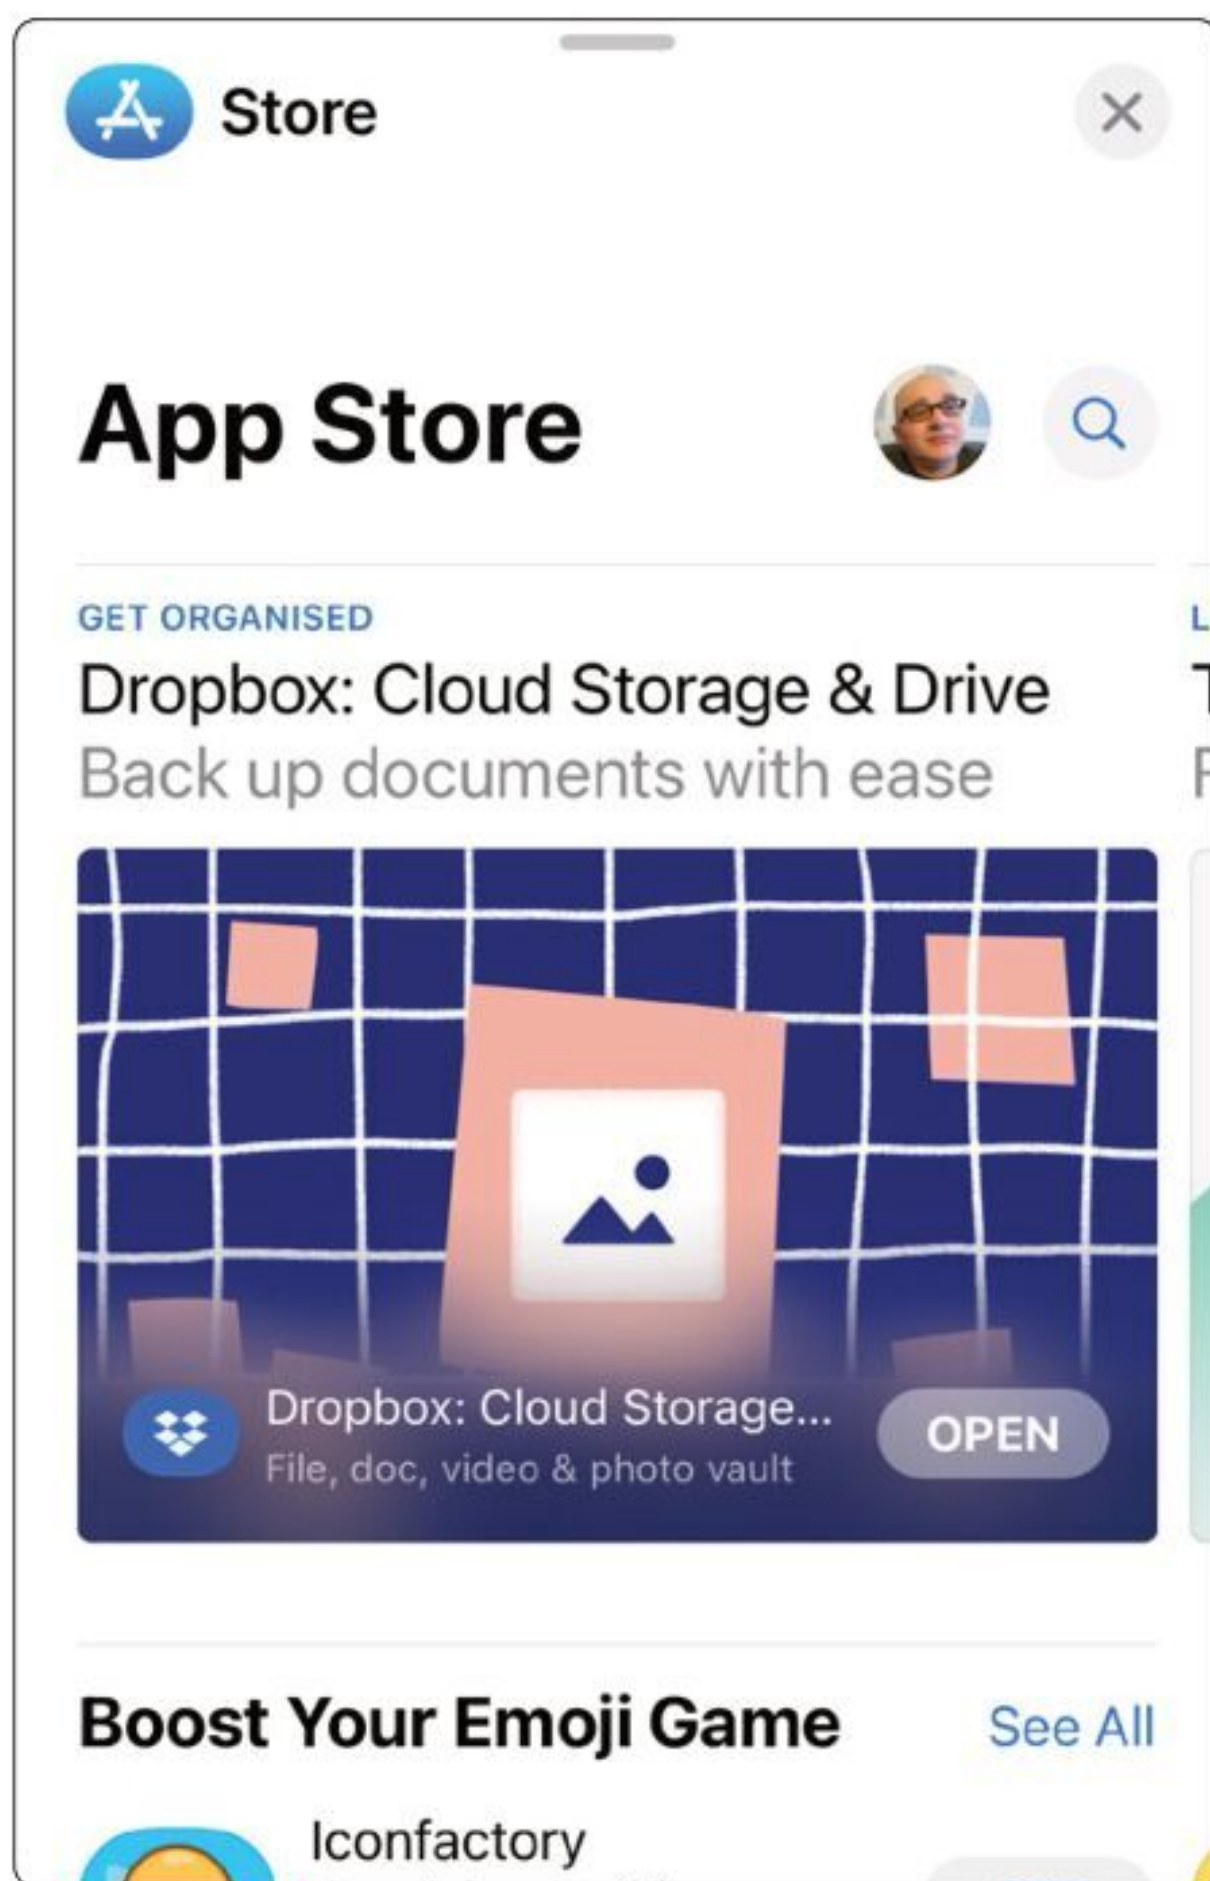 Store
App Store
GET ORGANISED
Dropbox: Cloud Storage & Drive
Back up documents with ease
Dropbox: Cloud Storage...
OPEN
File, doc, video & photo vault
Boost Your Emoji Game
See All
Iconfactory